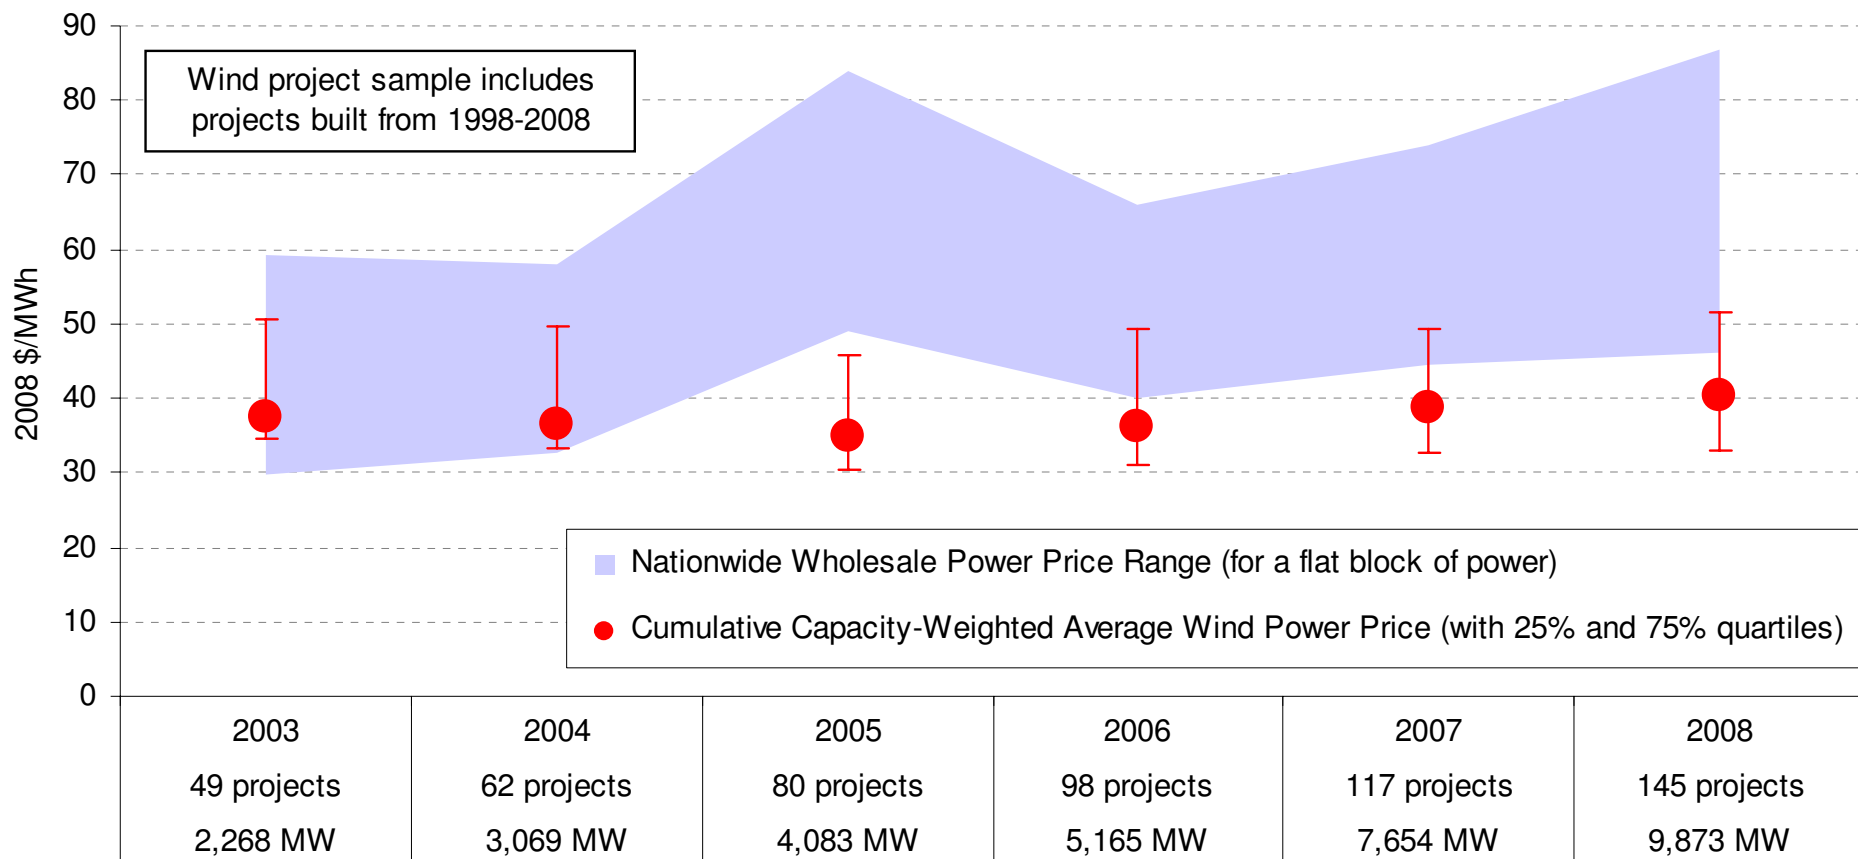 90
80
70
60
50
40
30
20
10
0
2008 $/MWh
Wind project sample includes
projects built from 1998-2008
Nationwide Wholesale Power Price Range (for a flat block of power)
Cumulative Capacity-Weighted Average Wind Power Price (with 25% and 75% quartiles)
2003 2004 2005 2006 2007 2008
49 projects 62 projects 80 projects 98 projects 117 projects 145 projects
2,268 MW 3,069 MW 4,083 MW 5,165 MW 7,654 MW 9,873 MW